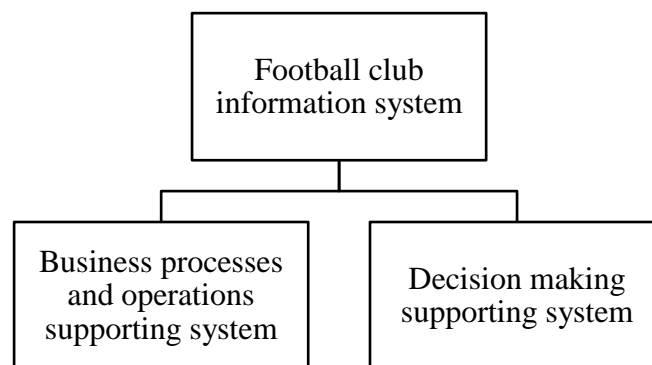 Football club
information system
Business processes
and operations
supporting system
Decision making
supporting system